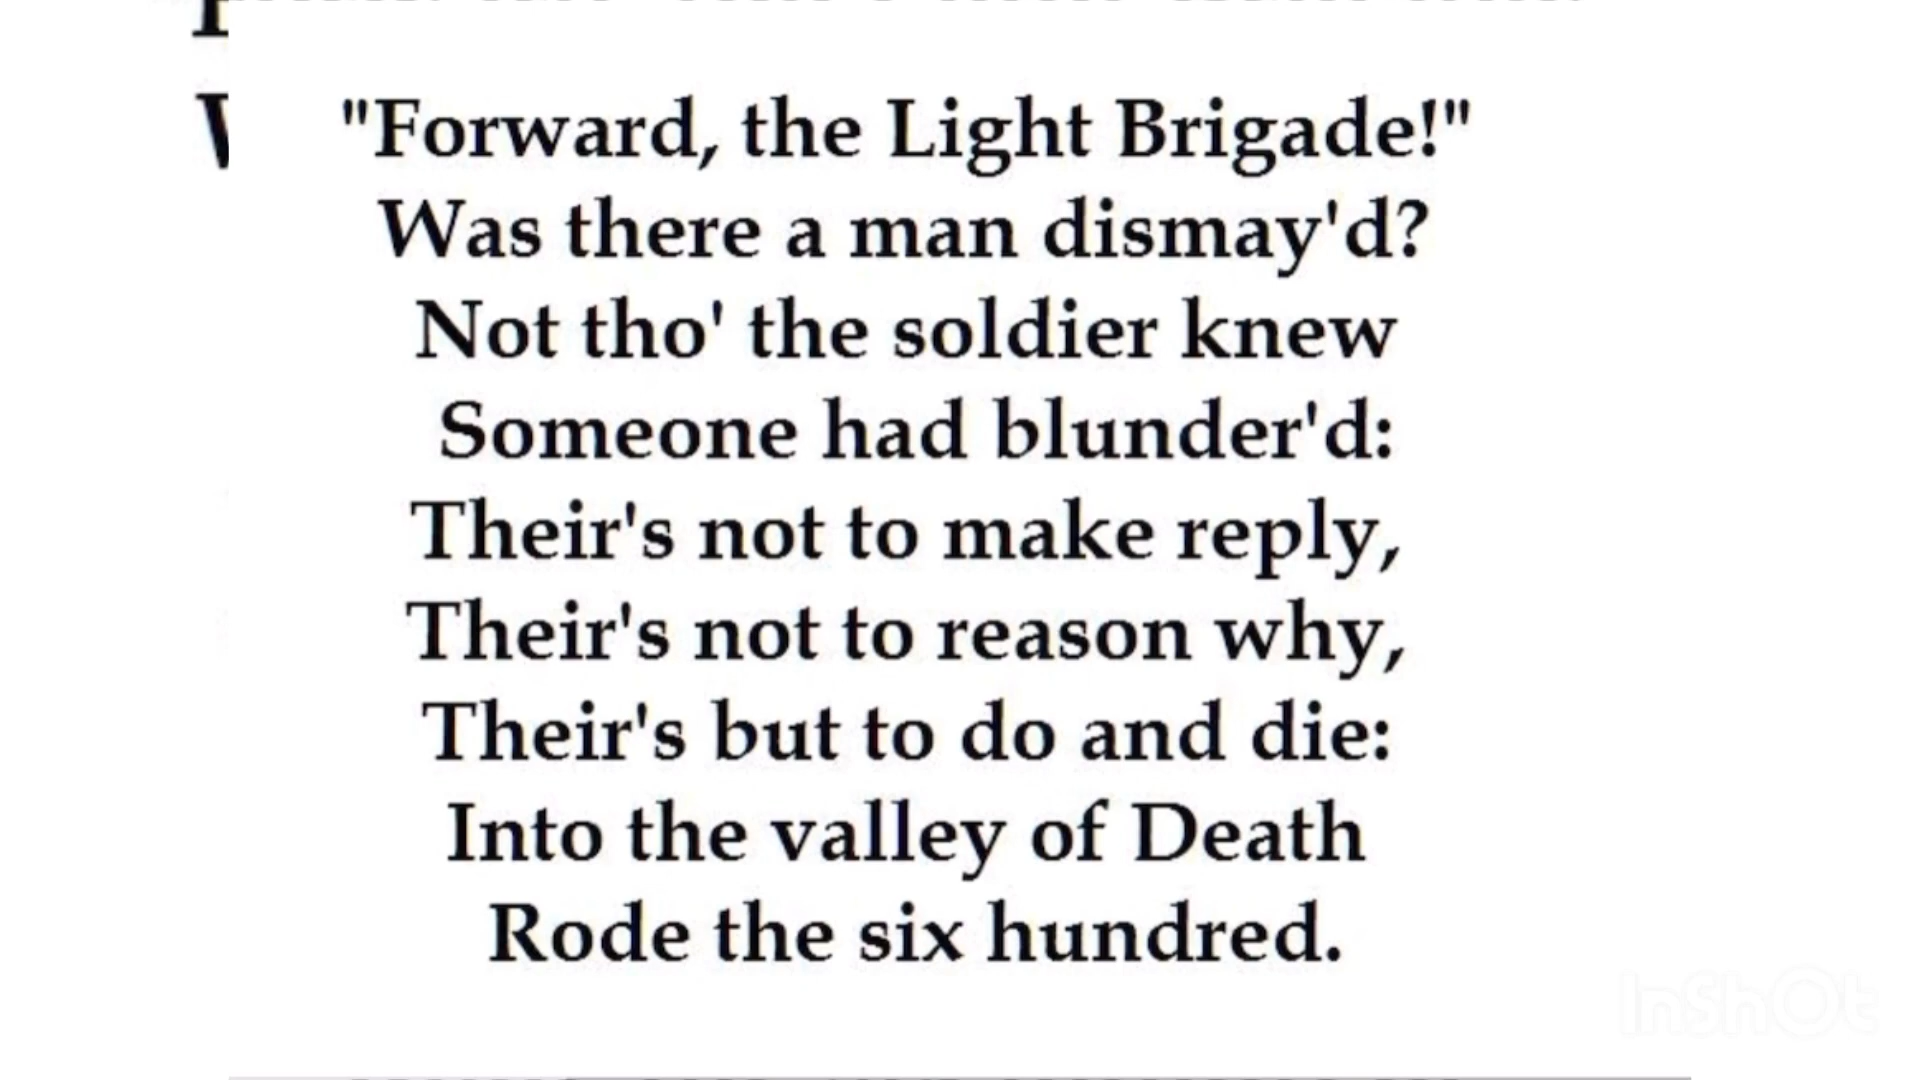 "Forward, the Light Brigade!"
Was there a man dismay'd?
Not tho' the soldier knew
Someone had blunder'd:
Their's not to make reply,
Their's not to reason why,
Their's but to do and die:
Into the valley of Death
Rode the six hundred.
InShOt